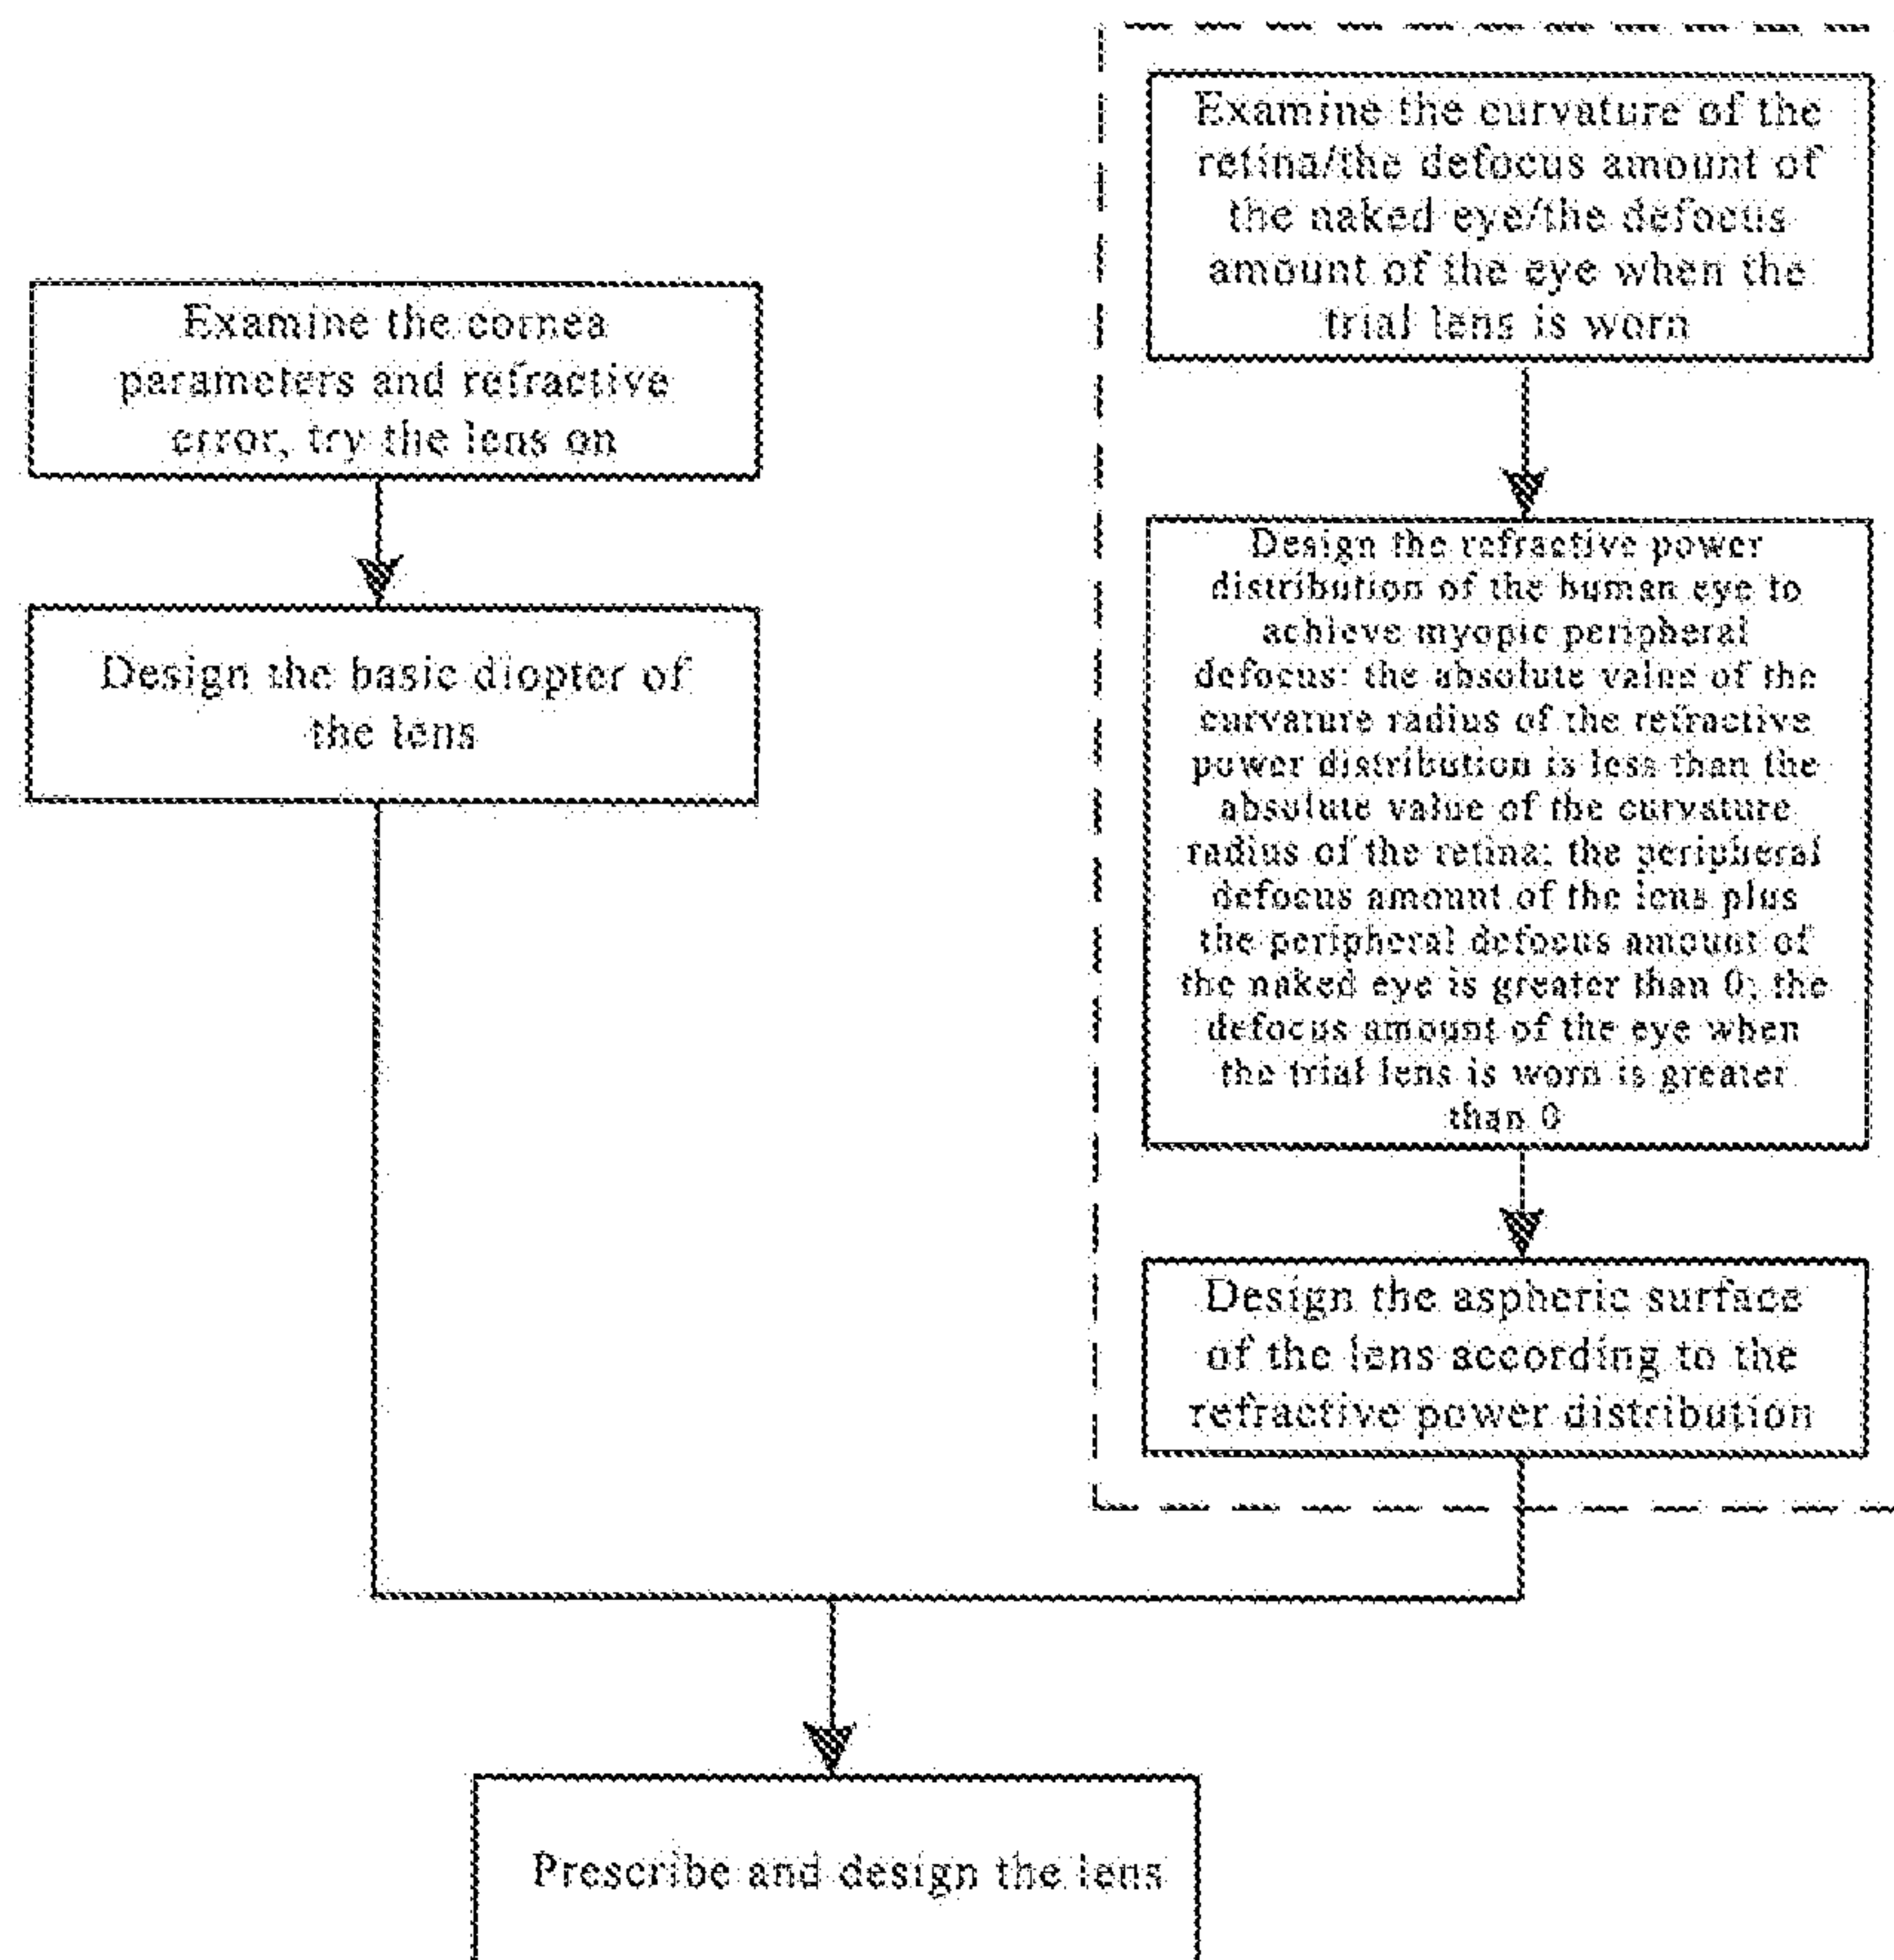 Examine the cornea
parameters and refractive
error, try the lens on
Design the basic diopter of
the lens
Examine the curvature of the
retina/the defocus amount of
the naked eye/the defocus
amount of the eye when the
trial lens is worn
Design the refractive power
distribution of the human eye to
achieve myopic peripheral
defocus: the absolute value of the
curvature radius of the refractive
power distribution is less than the
absolute value of the curvature
radius of the retina; the peripheral
defocus amount of the lens plus
the peripheral defocus amount of
the naked eye is greater than 0; the
defocus amount of the eye when
the trial lens is worn is greater
than 0
Design the aspheric surface
of the lens according to the
refractive power distribution
Prescribe and design the lens